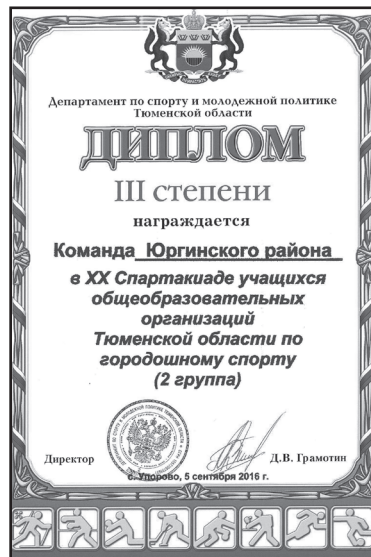 Департамент по спорту и молодежной политике
Тюменской области
ДИПЛОМ
III степени
награждается
Команда Юргинского района
в XX Спартакиаде учащихся
общеобразовательных
организаций
Тюменской области по
городошному спорту
(2 группа)
Директор Д.В. Грамотин
с. Упорово, 5 сентября 2016 г.